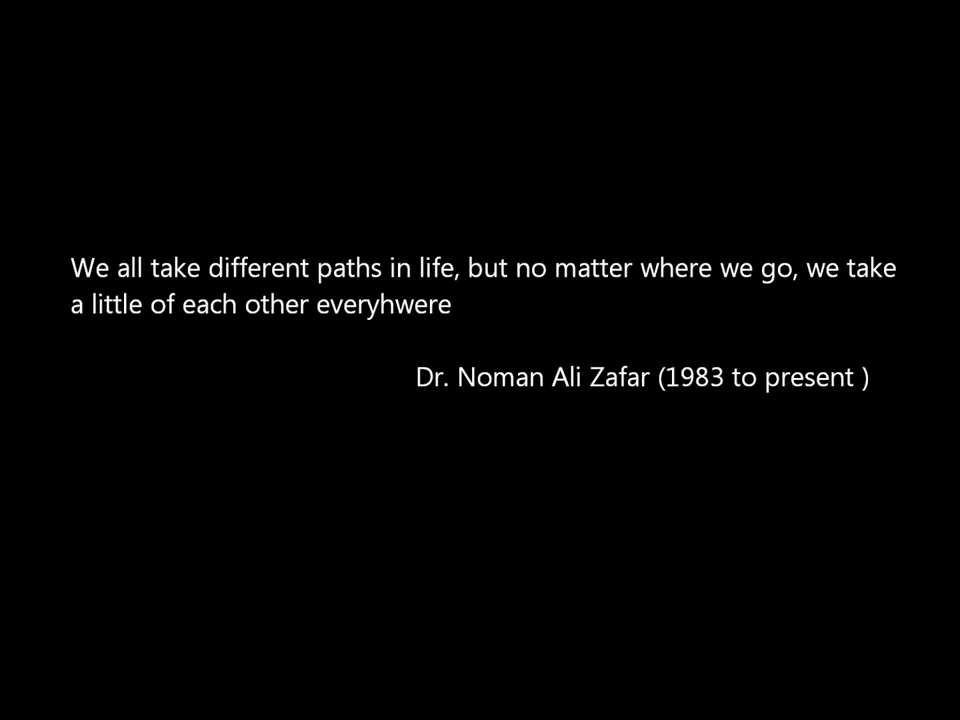 We all take different paths in life, but no matter where we go, we take
a little of each other everyhwere
Dr. Noman Ali Zafar (1983 to present )